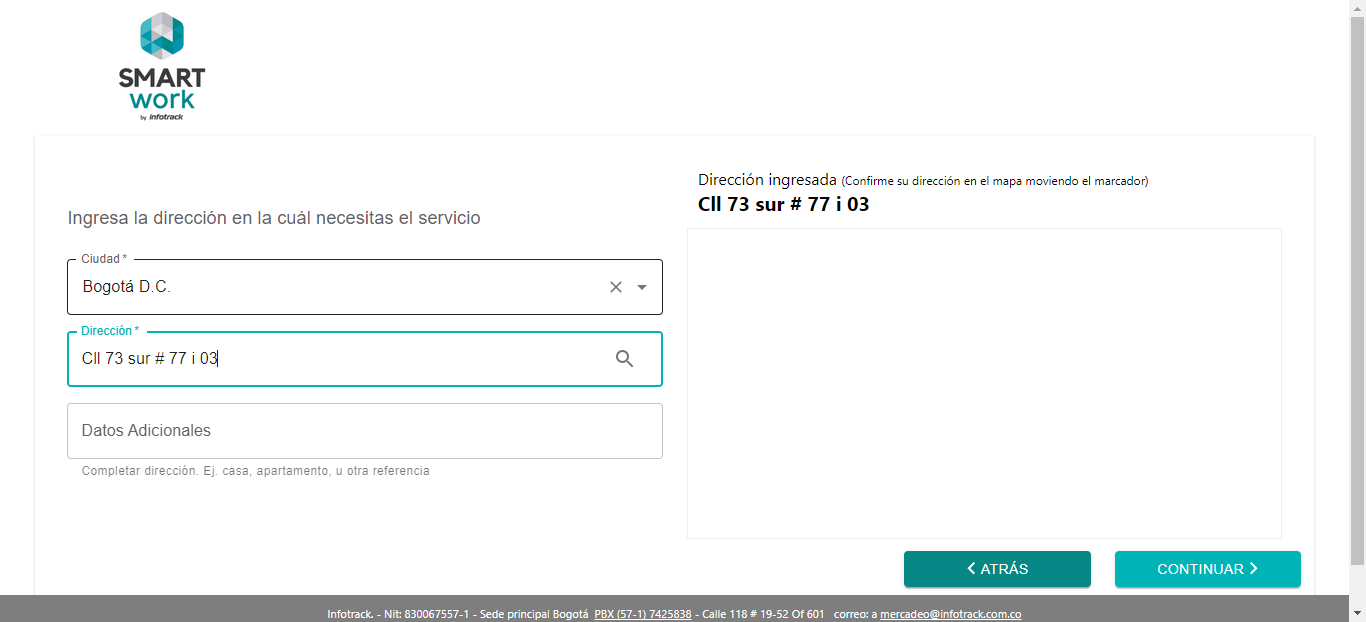 SMART
work
by infotrack
Ingresa la dirección en la cuál necesitas el servicio
Ciudad *
Bogotá D.C.
Dirección *
Cll 73 sur # 77 i 03
Datos Adicionales
Completar dirección. Ej. casa, apartamento, u otra referencia
Dirección ingresada (Confirme su dirección en el mapa moviendo el marcador)
Cll 73 sur # 77 i 03
ATRÁS
CONTINUAR
Infotrack. - Nit: 830067557-1 - Sede principal Bogotá PBX (57-1) 7425838 - Calle 118 # 19-52 Of 601 correo: a mercadeo@infotrack.com.co